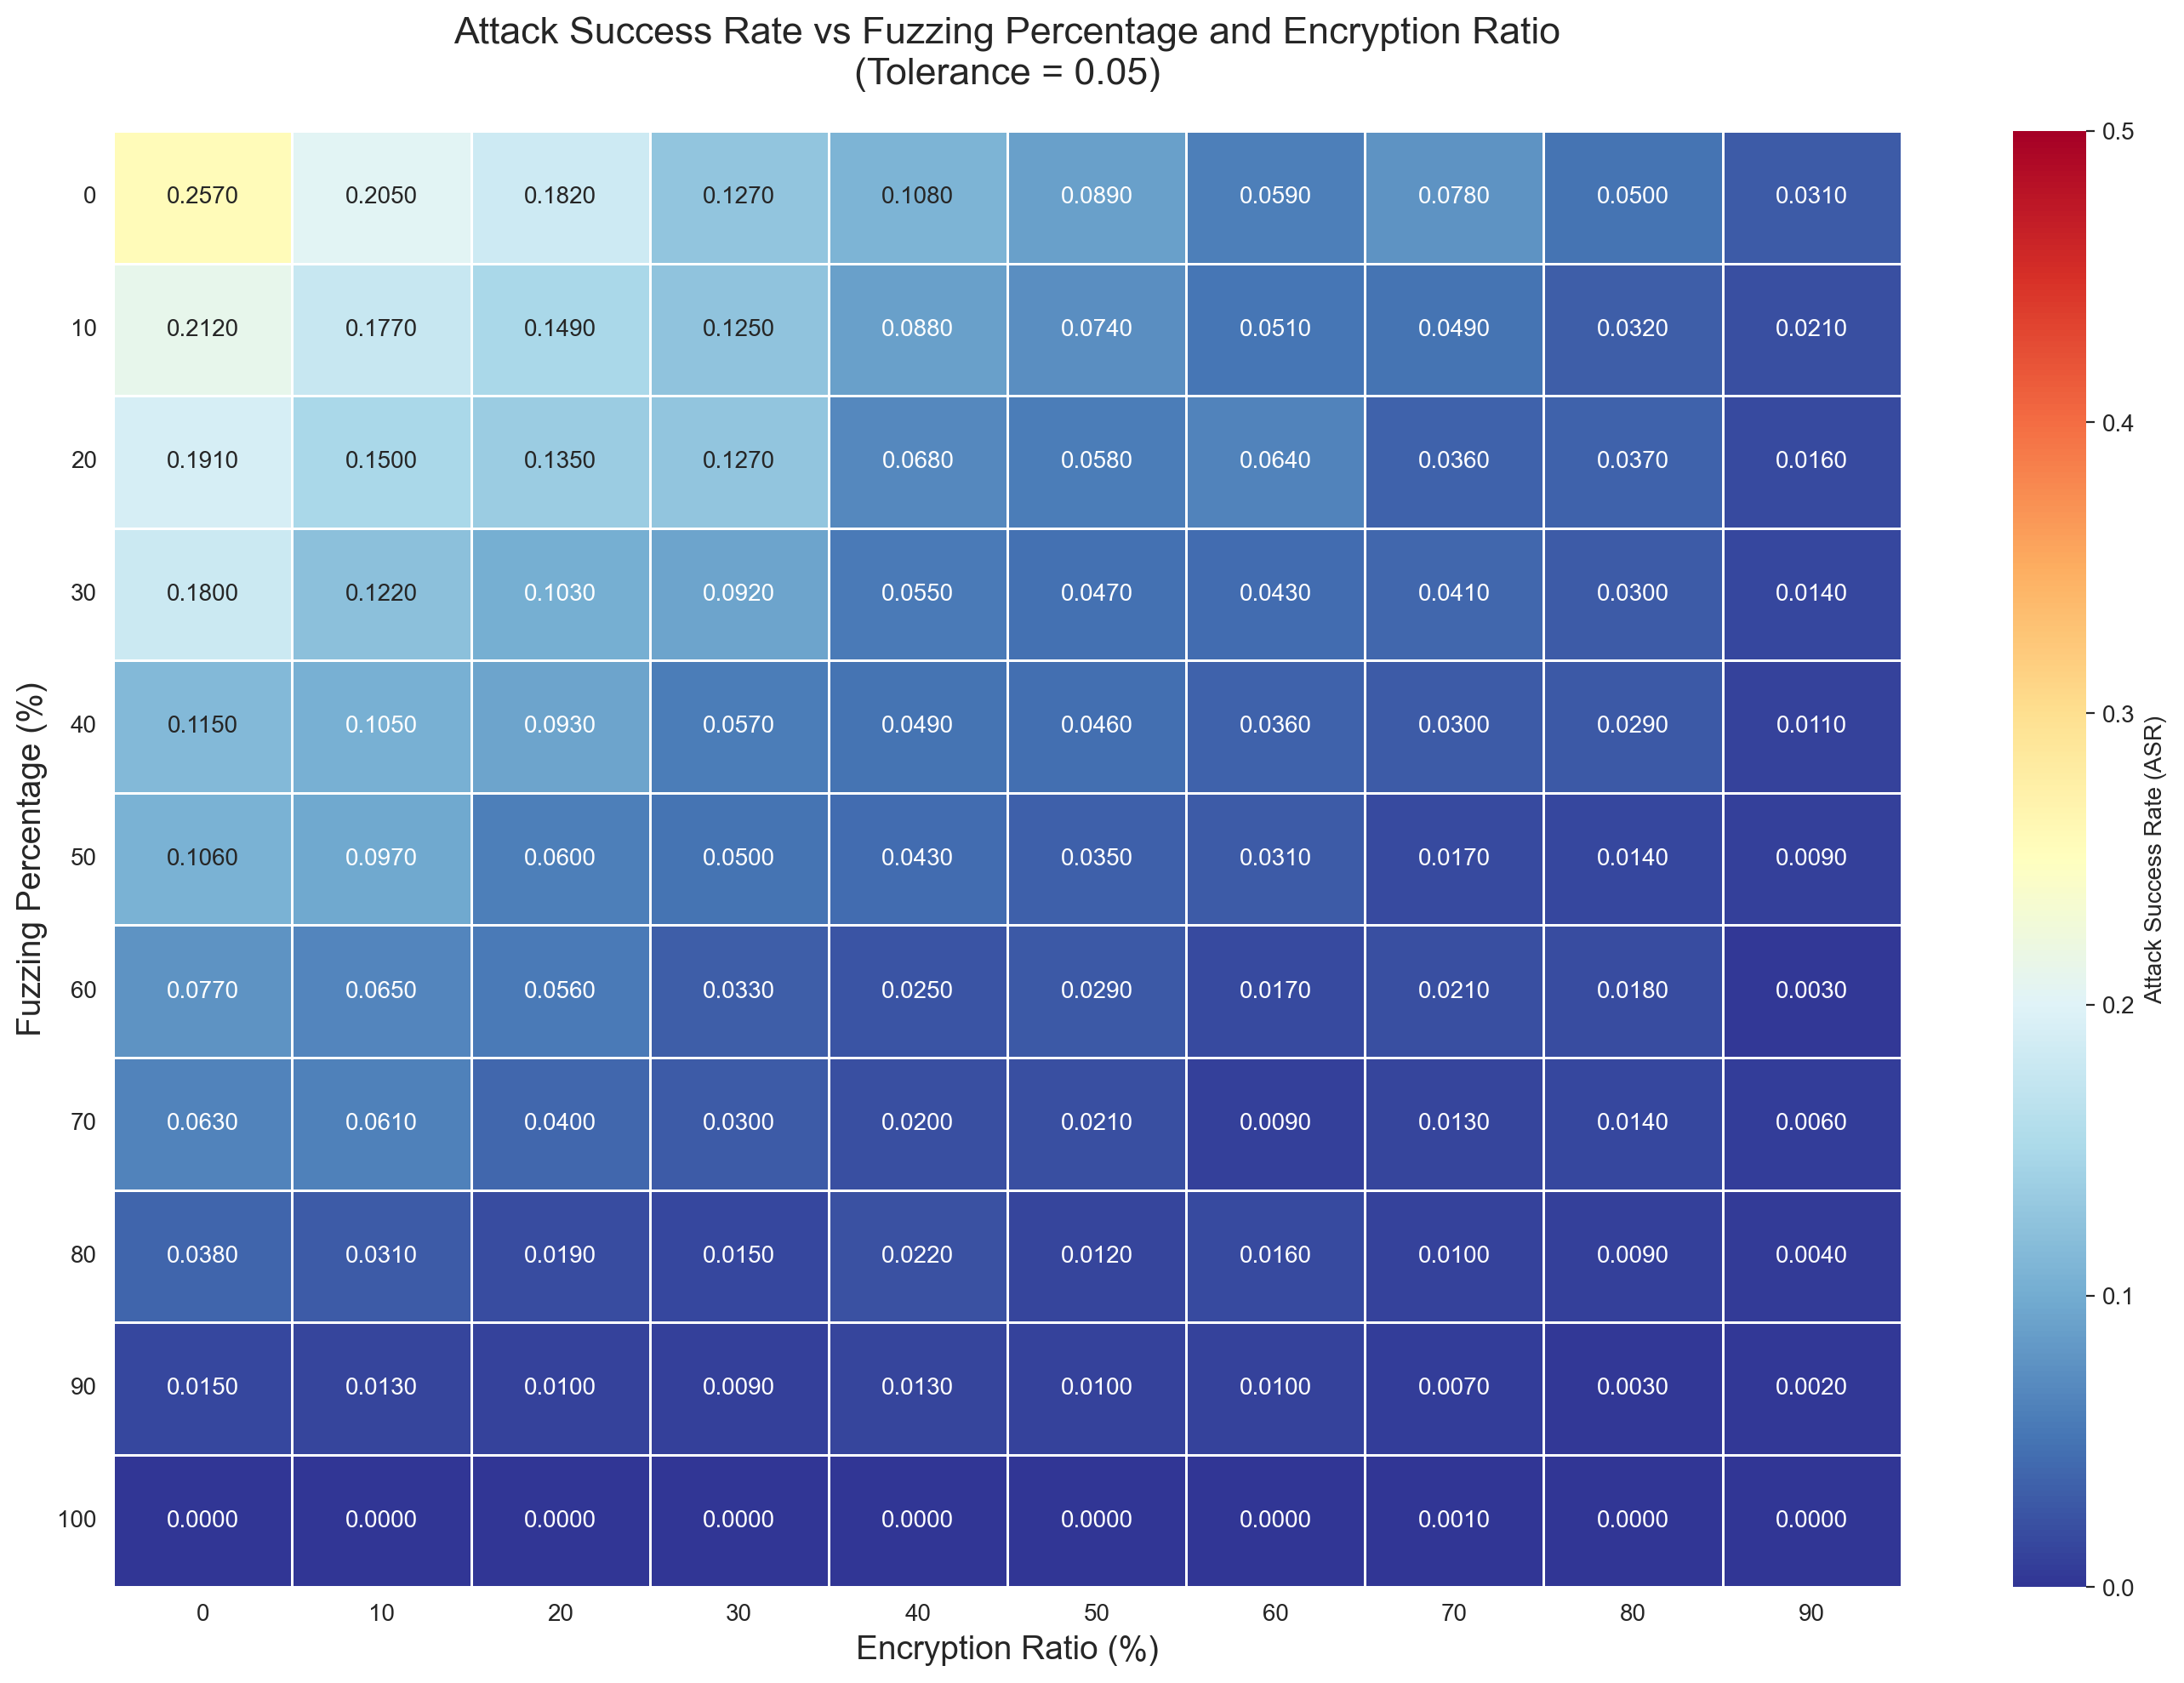 Attack Success Rate vs Fuzzing Percentage and Encryption Ratio
(Tolerance = 0.05)
Fuzzing Percentage (%)
0 0.2570 0.2050 0.1820 0.1270 0.1080 0.0890 0.0590 0.0780 0.0500 0.0310
10 0.2120 0.1770 0.1490 0.1250 0.0880 0.0740 0.0510 0.0490 0.0320 0.0210
20 0.1910 0.1500 0.1350 0.1270 0.0680 0.0580 0.0640 0.0360 0.0370 0.0160
30 0.1800 0.1220 0.1030 0.0920 0.0550 0.0470 0.0430 0.0410 0.0300 0.0140
40 0.1150 0.1050 0.0930 0.0570 0.0490 0.0460 0.0360 0.0300 0.0290 0.0110
50 0.1060 0.0970 0.0600 0.0500 0.0430 0.0350 0.0310 0.0170 0.0140 0.0090
60 0.0770 0.0650 0.0560 0.0330 0.0250 0.0290 0.0170 0.0210 0.0180 0.0030
70 0.0630 0.0610 0.0400 0.0300 0.0200 0.0210 0.0090 0.0130 0.0140 0.0060
80 0.0380 0.0310 0.0190 0.0150 0.0220 0.0120 0.0160 0.0100 0.0090 0.0040
90 0.0150 0.0130 0.0100 0.0090 0.0130 0.0100 0.0100 0.0070 0.0030 0.0020
100 0.0000 0.0000 0.0000 0.0000 0.0000 0.0000 0.0000 0.0010 0.0000 0.0000
0 10 20 30 40 50 60 70 80 90
Encryption Ratio (%)
0.5
0.4
0.3
0.2
0.1
0.0
Attack Success Rate (ASR)